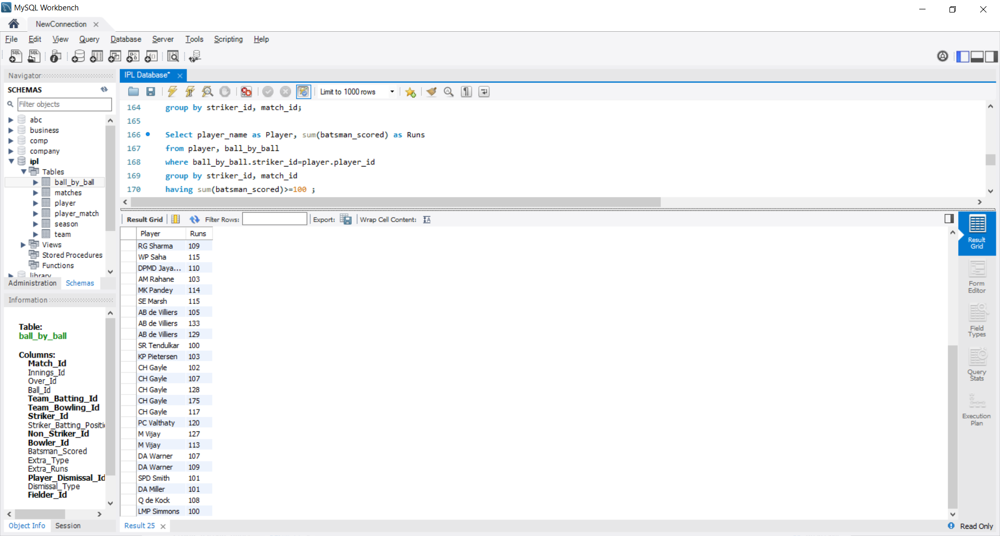 MySQL Workbench
NewConnection
File Edit View Query Database Server Tools Scripting Help
Navigator
SCHEMAS
Filter objects
abc
business
comp
company
ipl
Tables
ball_by_ball
matches
player
player_match
season
team
Views
Stored Procedures
Functions
library
Administration Schemas
Information
Table:
ball_by_ball
Columns:
Match_Id
Innings_Id
Over_Id
Ball_Id
Team_Batting_Id
Team_Bowling_Id
Striker_Id
Striker_Batting_Positi
Non_Striker_Id
Bowler_Id
Batsman_Scored
Extra_Type
Extra_Runs
Player_Dismissal_Id
Dismissal_Type
Fielder_Id
Object Info Session
IPL Database*
Limit to 1000 rows
164 group by striker_id, match_id;
165
166 Select player_name as Player, sum(batsman_scored) as Runs
167 from player, ball_by_ball
168 where ball_by_ball.striker_id=player.player_id
169 group by striker_id, match_id
170 having sum(batsman_scored)>=100 ;
Result Grid Filter Rows: Export: Wrap Cell Content:
Player Runs
RG Sharma 109
WP Saha 115
DPMD Jaya... 110
AM Rahane 103
MK Pandey 114
SE Marsh 115
AB de Villiers 105
AB de Villiers 133
AB de Villiers 129
SR Tendulkar 100
KP Pietersen 103
CH Gayle 102
CH Gayle 107
CH Gayle 128
CH Gayle 175
CH Gayle 117
PC Valthaty 120
M Vijay 127
M Vijay 113
DA Warner 107
DA Warner 109
SPD Smith 101
DA Miller 101
Q de Kock 108
LMP Simmons 100
Result
Grid
Form
Editor
Field
Types
Query
Stats
Execution
Plan
Result 25
Read Only